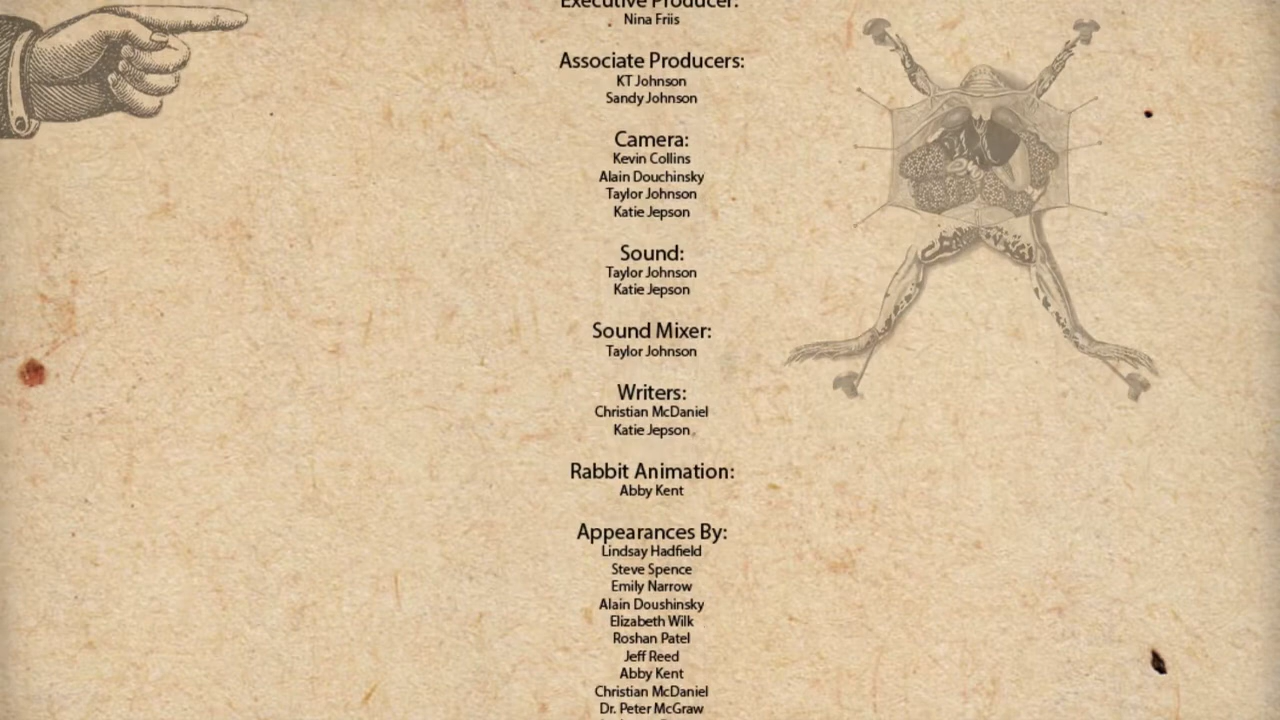 Executive Producer:
Nina Friis
Associate Producers:
KT Johnson
Sandy Johnson
Camera:
Kevin Collins
Alain Douchinsky
Taylor Johnson
Katie Jepson
Sound:
Taylor Johnson
Katie Jepson
Sound Mixer:
Taylor Johnson
Writers:
Christian McDaniel
Katie Jepson
Rabbit Animation:
Abby Kent
Appearances By:
Lindsay Hadfield
Steve Spence
Emily Narrow
Alain Doushinsky
Elizabeth Wilk
Roshan Patel
Jeff Reed
Abby Kent
Christian McDaniel
Dr. Peter McGraw